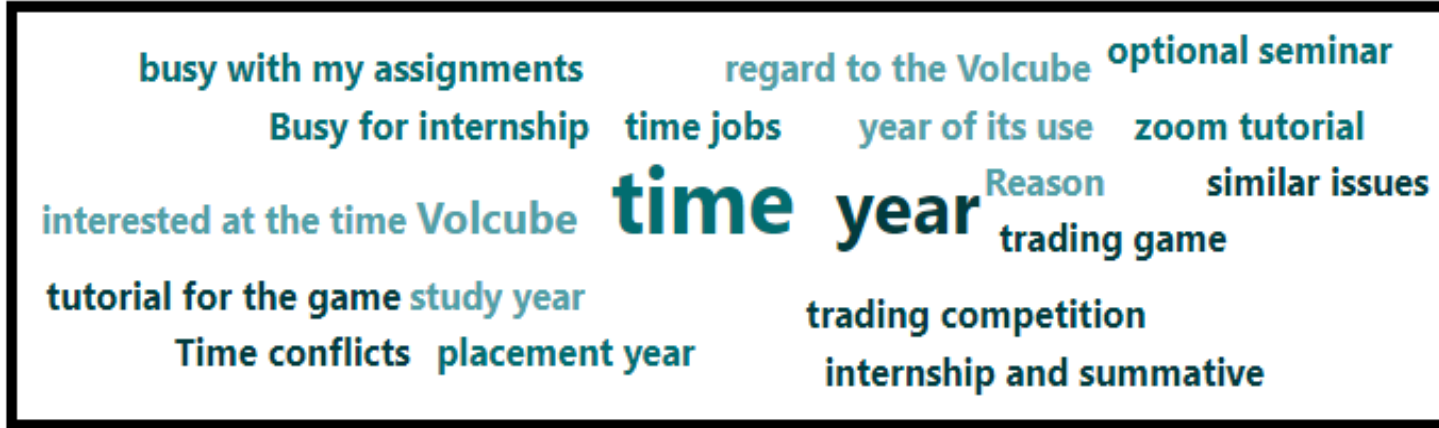 busy with my assignments regard to the Volcube optional seminar
Busy for internship time jobs year of its use zoom tutorial
time year Reason similar issues
interested at the time Volcube trading game
tutorial for the game study year trading competition
Time conflicts placement year internship and summative